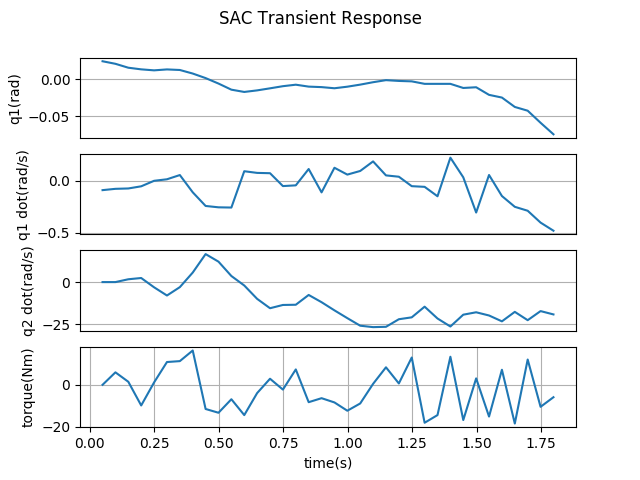 SAC Transient Response
q1(rad)
0.00
−0.05
q1 dot(rad/s)
0.0
−0.5
q2 dot(rad/s)
0
−25
torque(Nm)
0
−20
0.00 0.25 0.50 0.75 1.00 1.25 1.50 1.75
time(s)